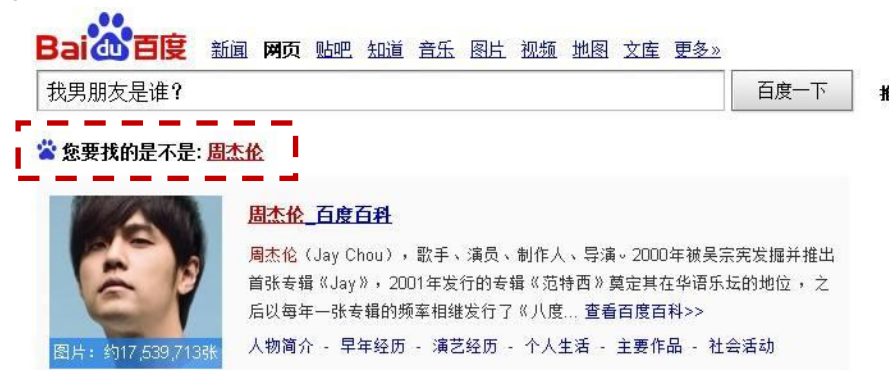 Bai du 百度 新闻 网页 贴吧 知道 音乐 图片 视频 地图 文库 更多»
我男朋友是谁? 百度一下
您要找的是不是: 周杰伦
周杰伦_百度百科
周杰伦 (Jay Chou) ,歌手、演员、制作人、导演。2000年被吴宗宪发掘并推出
首张专辑《Jay》,2001年发行的专辑《范特西》奠定其在华语乐坛的地位,之
后以每年一张专辑的频率相继发行了《八度... 查看百度百科>>
人物简介 - 早年经历 - 演艺经历 - 个人生活 - 主要作品 - 社会活动
图片: 约17,539,713张